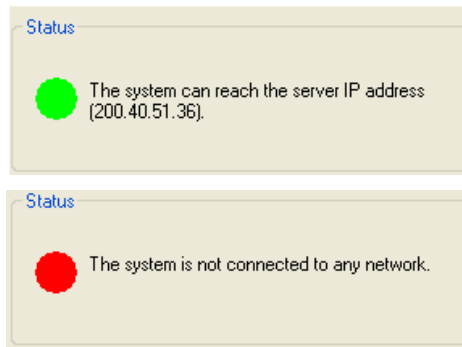 Status
The system can reach the server IP address
(200.40.51.36).
Status
The system is not connected to any network.